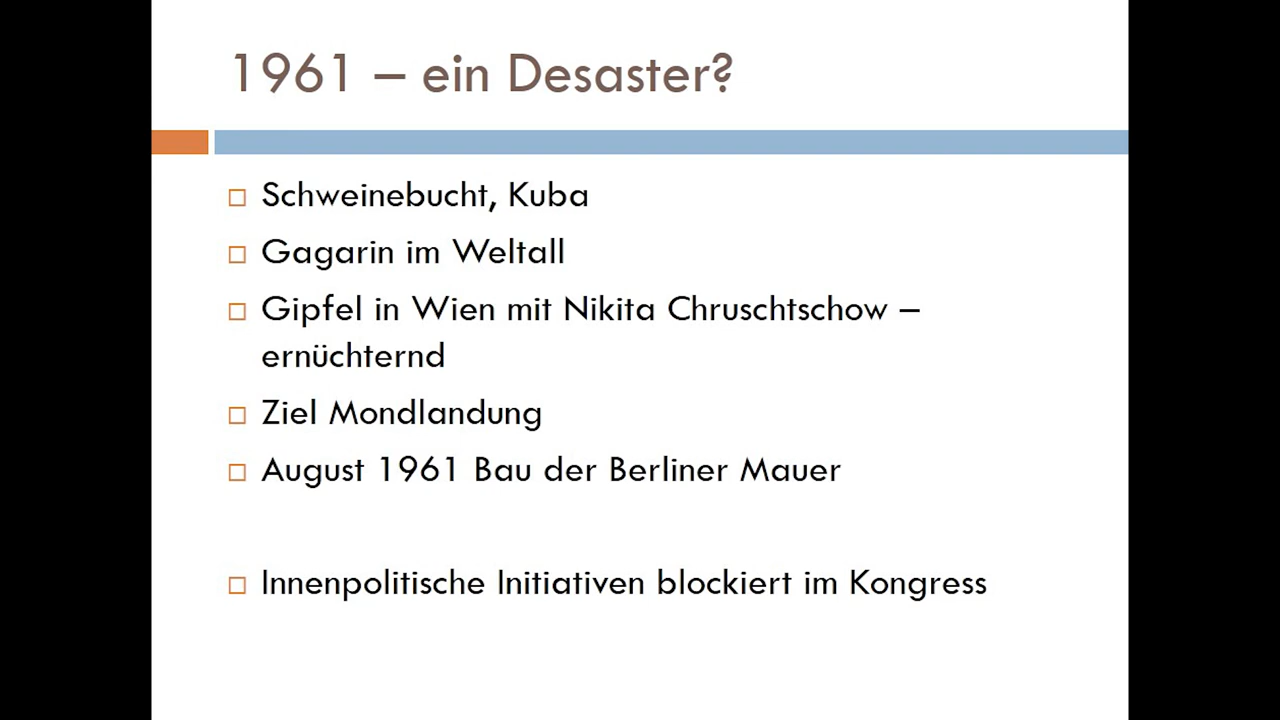 1961 – ein Desaster?
Schweinebucht, Kuba
Gagarin im Weltall
Gipfel in Wien mit Nikita Chruschtschow –
ernüchternd
Ziel Mondlandung
August 1961 Bau der Berliner Mauer
Innenpolitische Initiativen blockiert im Kongress